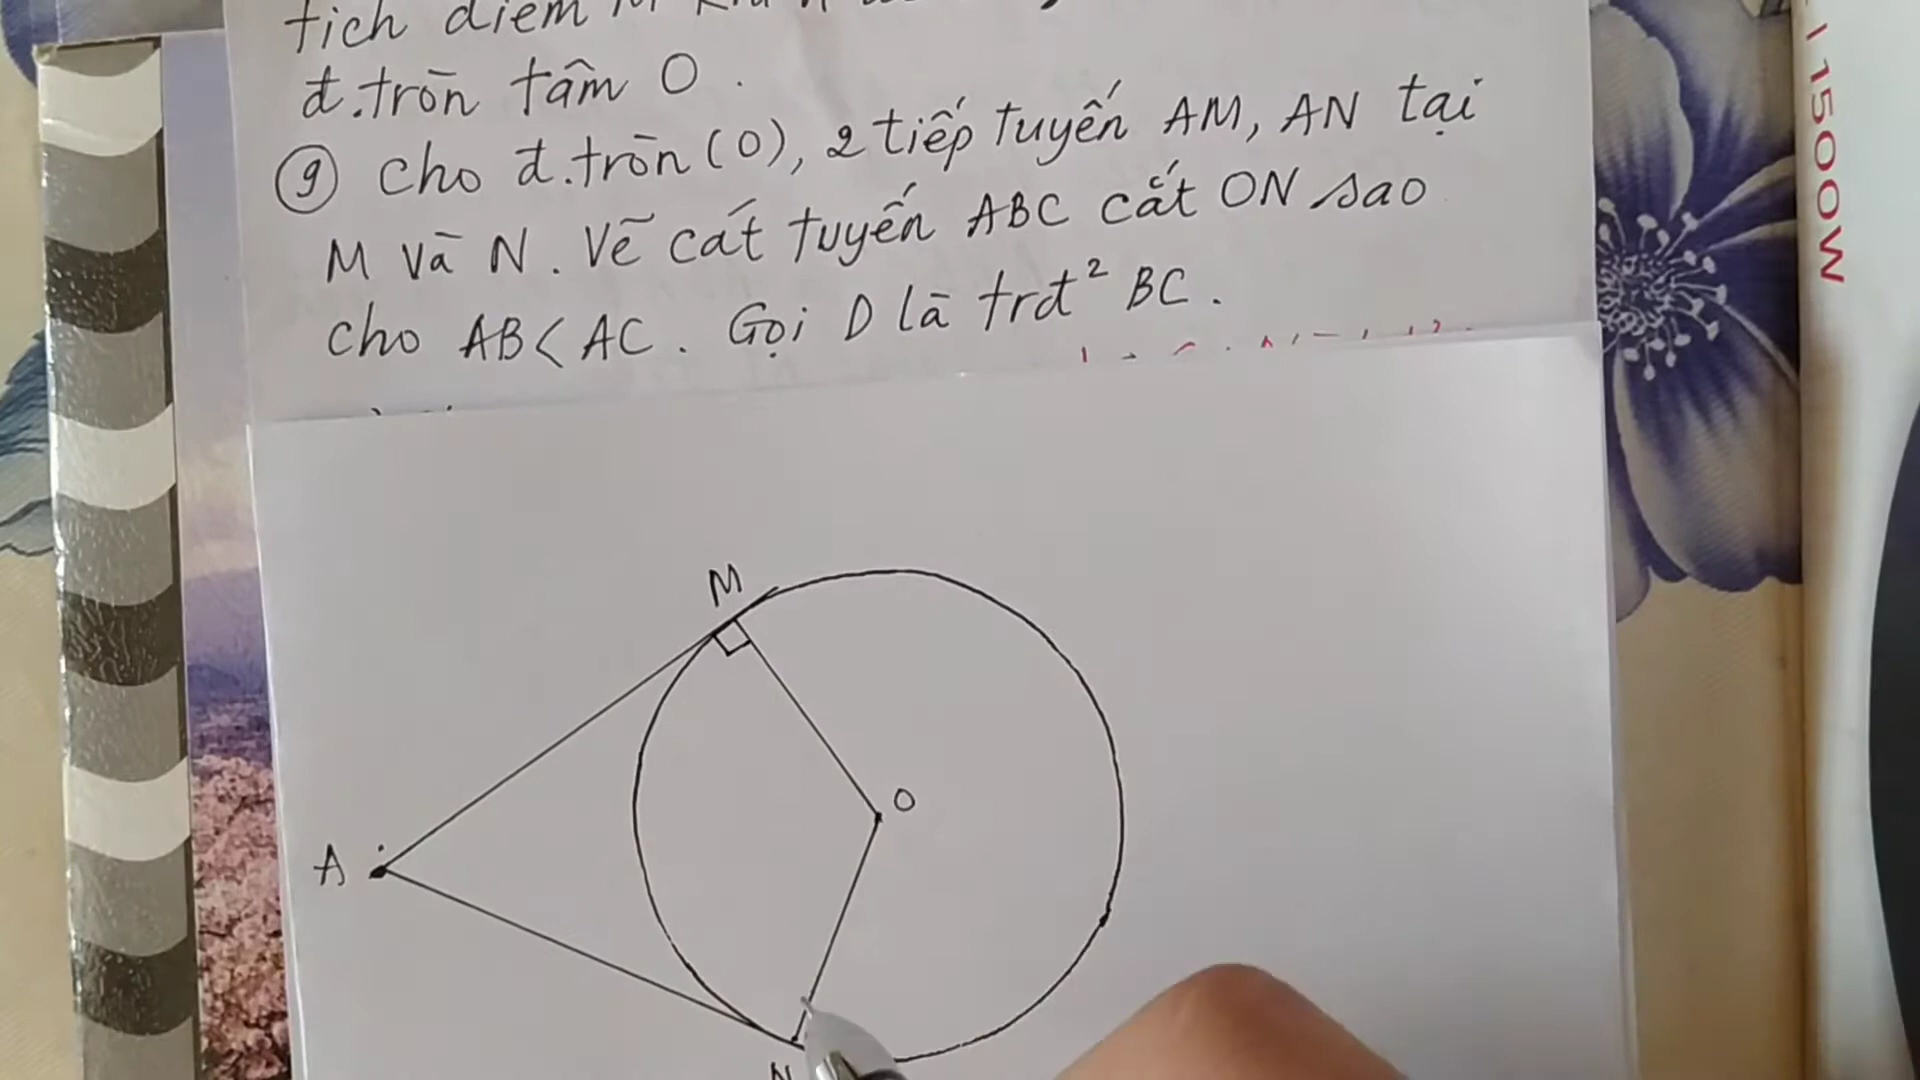 tích điểm M
đ.tròn tâm O.
⑨ Cho đ.tròn (O), 2 tiếp tuyến AM, AN tại
M và N. Vẽ cát tuyến ABC cắt ON sao
cho AB < AC. Gọi D là trđ² BC.
M
O
A
N
1500W